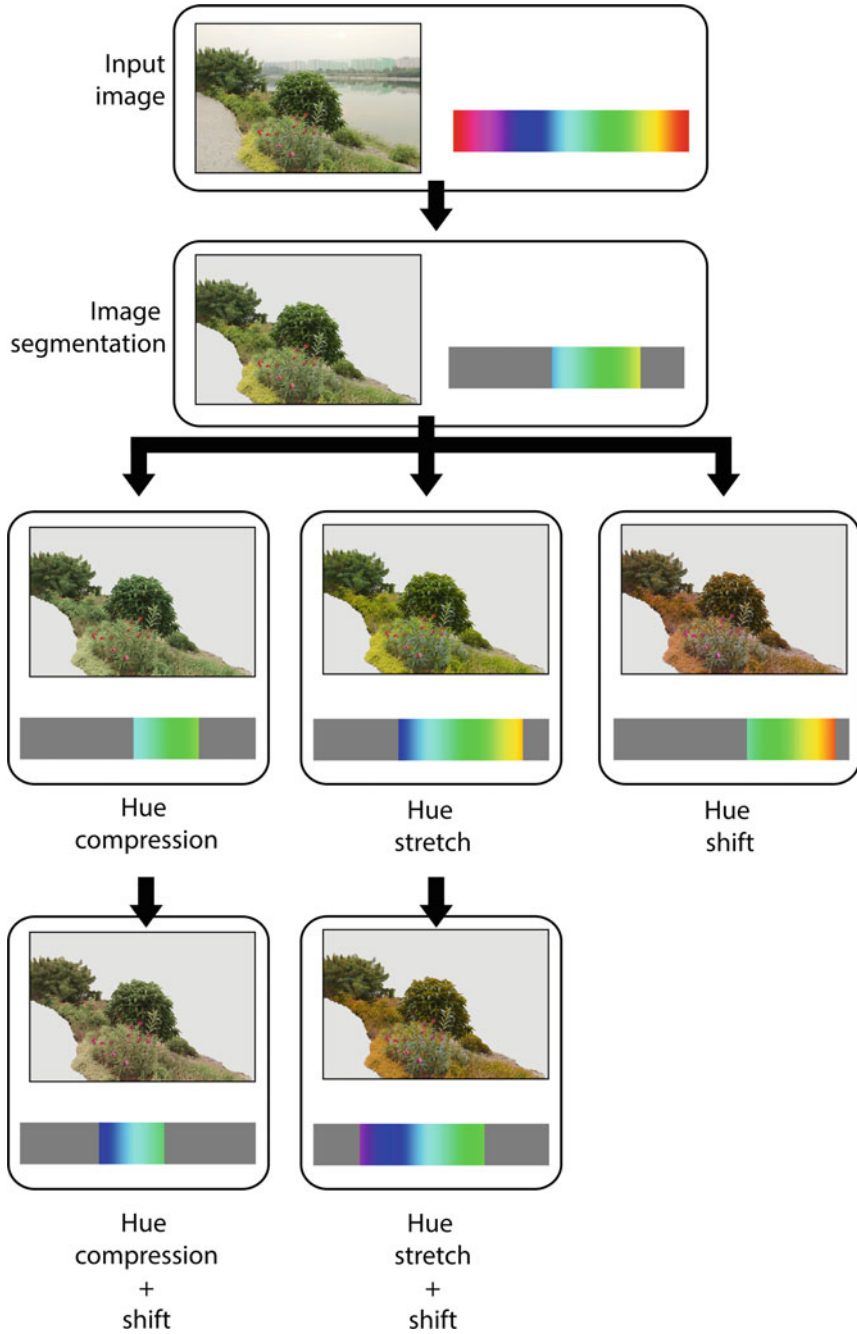 Input
image
Image
segmentation
Hue
compression
Hue
stretch
Hue
shift
Hue
compression
+
shift
Hue
stretch
+
shift